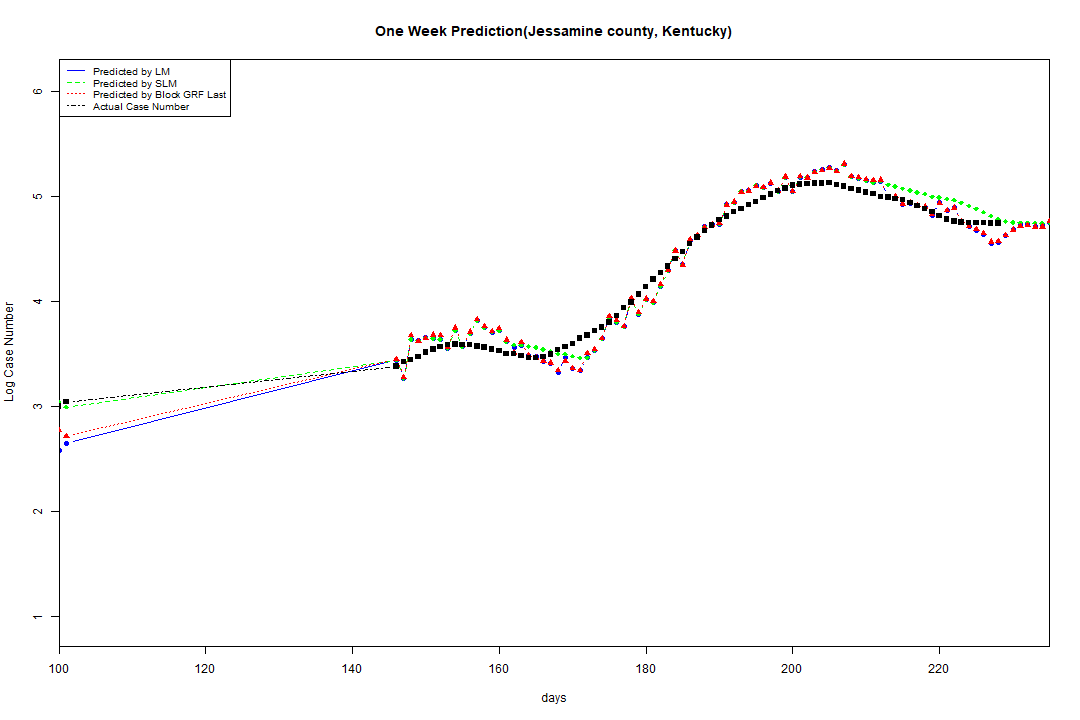 One Week Prediction(Jessamine county, Kentucky)
Predicted by LM
Predicted by SLM
Predicted by Block GRF Last
Actual Case Number
6
5
4
3
2
1
Log Case Number
100 120 140 160 180 200 220
days